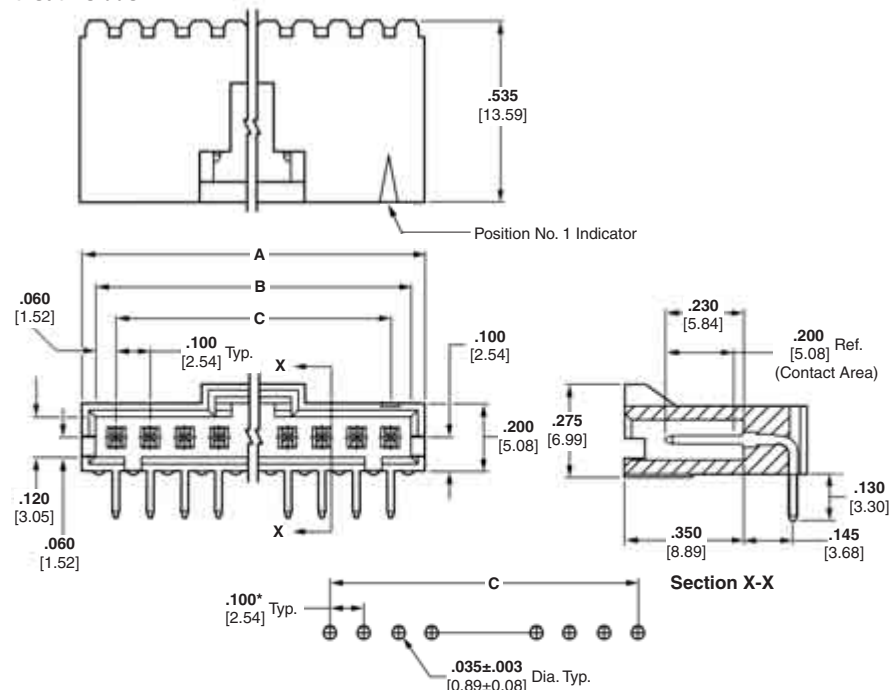 .535
[13.59]
Position No. 1 Indicator
A
B
C
.060
[1.52]
.100
[2.54] Typ.
X
.100
[2.54]
.200
[5.08]
.120
[3.05]
.060
[1.52]
X
.230
[5.84]
.200
[5.08] Ref.
(Contact Area)
.275
[6.99]
.130
[3.30]
.350
[8.89]
.145
[3.68]
Section X-X
C
.100*
[2.54] Typ.
.035±.003
[0.89±0.08] Dia. Typ.